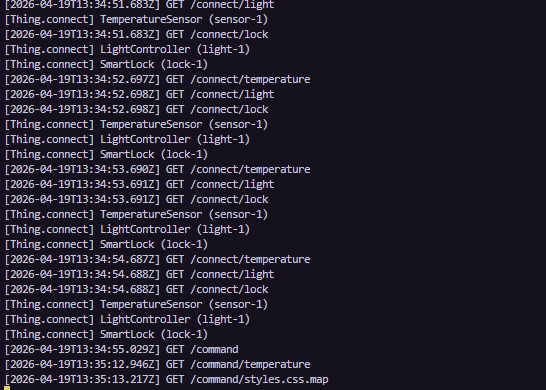 [2026-04-19T13:34:51.683Z] GET /connect/light
[Thing.connect] TemperatureSensor (sensor-1)
[2026-04-19T13:34:51.683Z] GET /connect/lock
[Thing.connect] LightController (light-1)
[Thing.connect] SmartLock (lock-1)
[2026-04-19T13:34:52.697Z] GET /connect/temperature
[2026-04-19T13:34:52.698Z] GET /connect/light
[2026-04-19T13:34:52.698Z] GET /connect/lock
[Thing.connect] TemperatureSensor (sensor-1)
[Thing.connect] LightController (light-1)
[Thing.connect] SmartLock (lock-1)
[2026-04-19T13:34:53.690Z] GET /connect/temperature
[2026-04-19T13:34:53.691Z] GET /connect/light
[2026-04-19T13:34:53.691Z] GET /connect/lock
[Thing.connect] TemperatureSensor (sensor-1)
[Thing.connect] LightController (light-1)
[Thing.connect] SmartLock (lock-1)
[2026-04-19T13:34:54.687Z] GET /connect/temperature
[2026-04-19T13:34:54.688Z] GET /connect/light
[2026-04-19T13:34:54.688Z] GET /connect/lock
[Thing.connect] TemperatureSensor (sensor-1)
[Thing.connect] LightController (light-1)
[Thing.connect] SmartLock (lock-1)
[2026-04-19T13:34:55.029Z] GET /command
[2026-04-19T13:35:12.946Z] GET /command/temperature
[2026-04-19T13:35:13.217Z] GET /command/styles.css.map